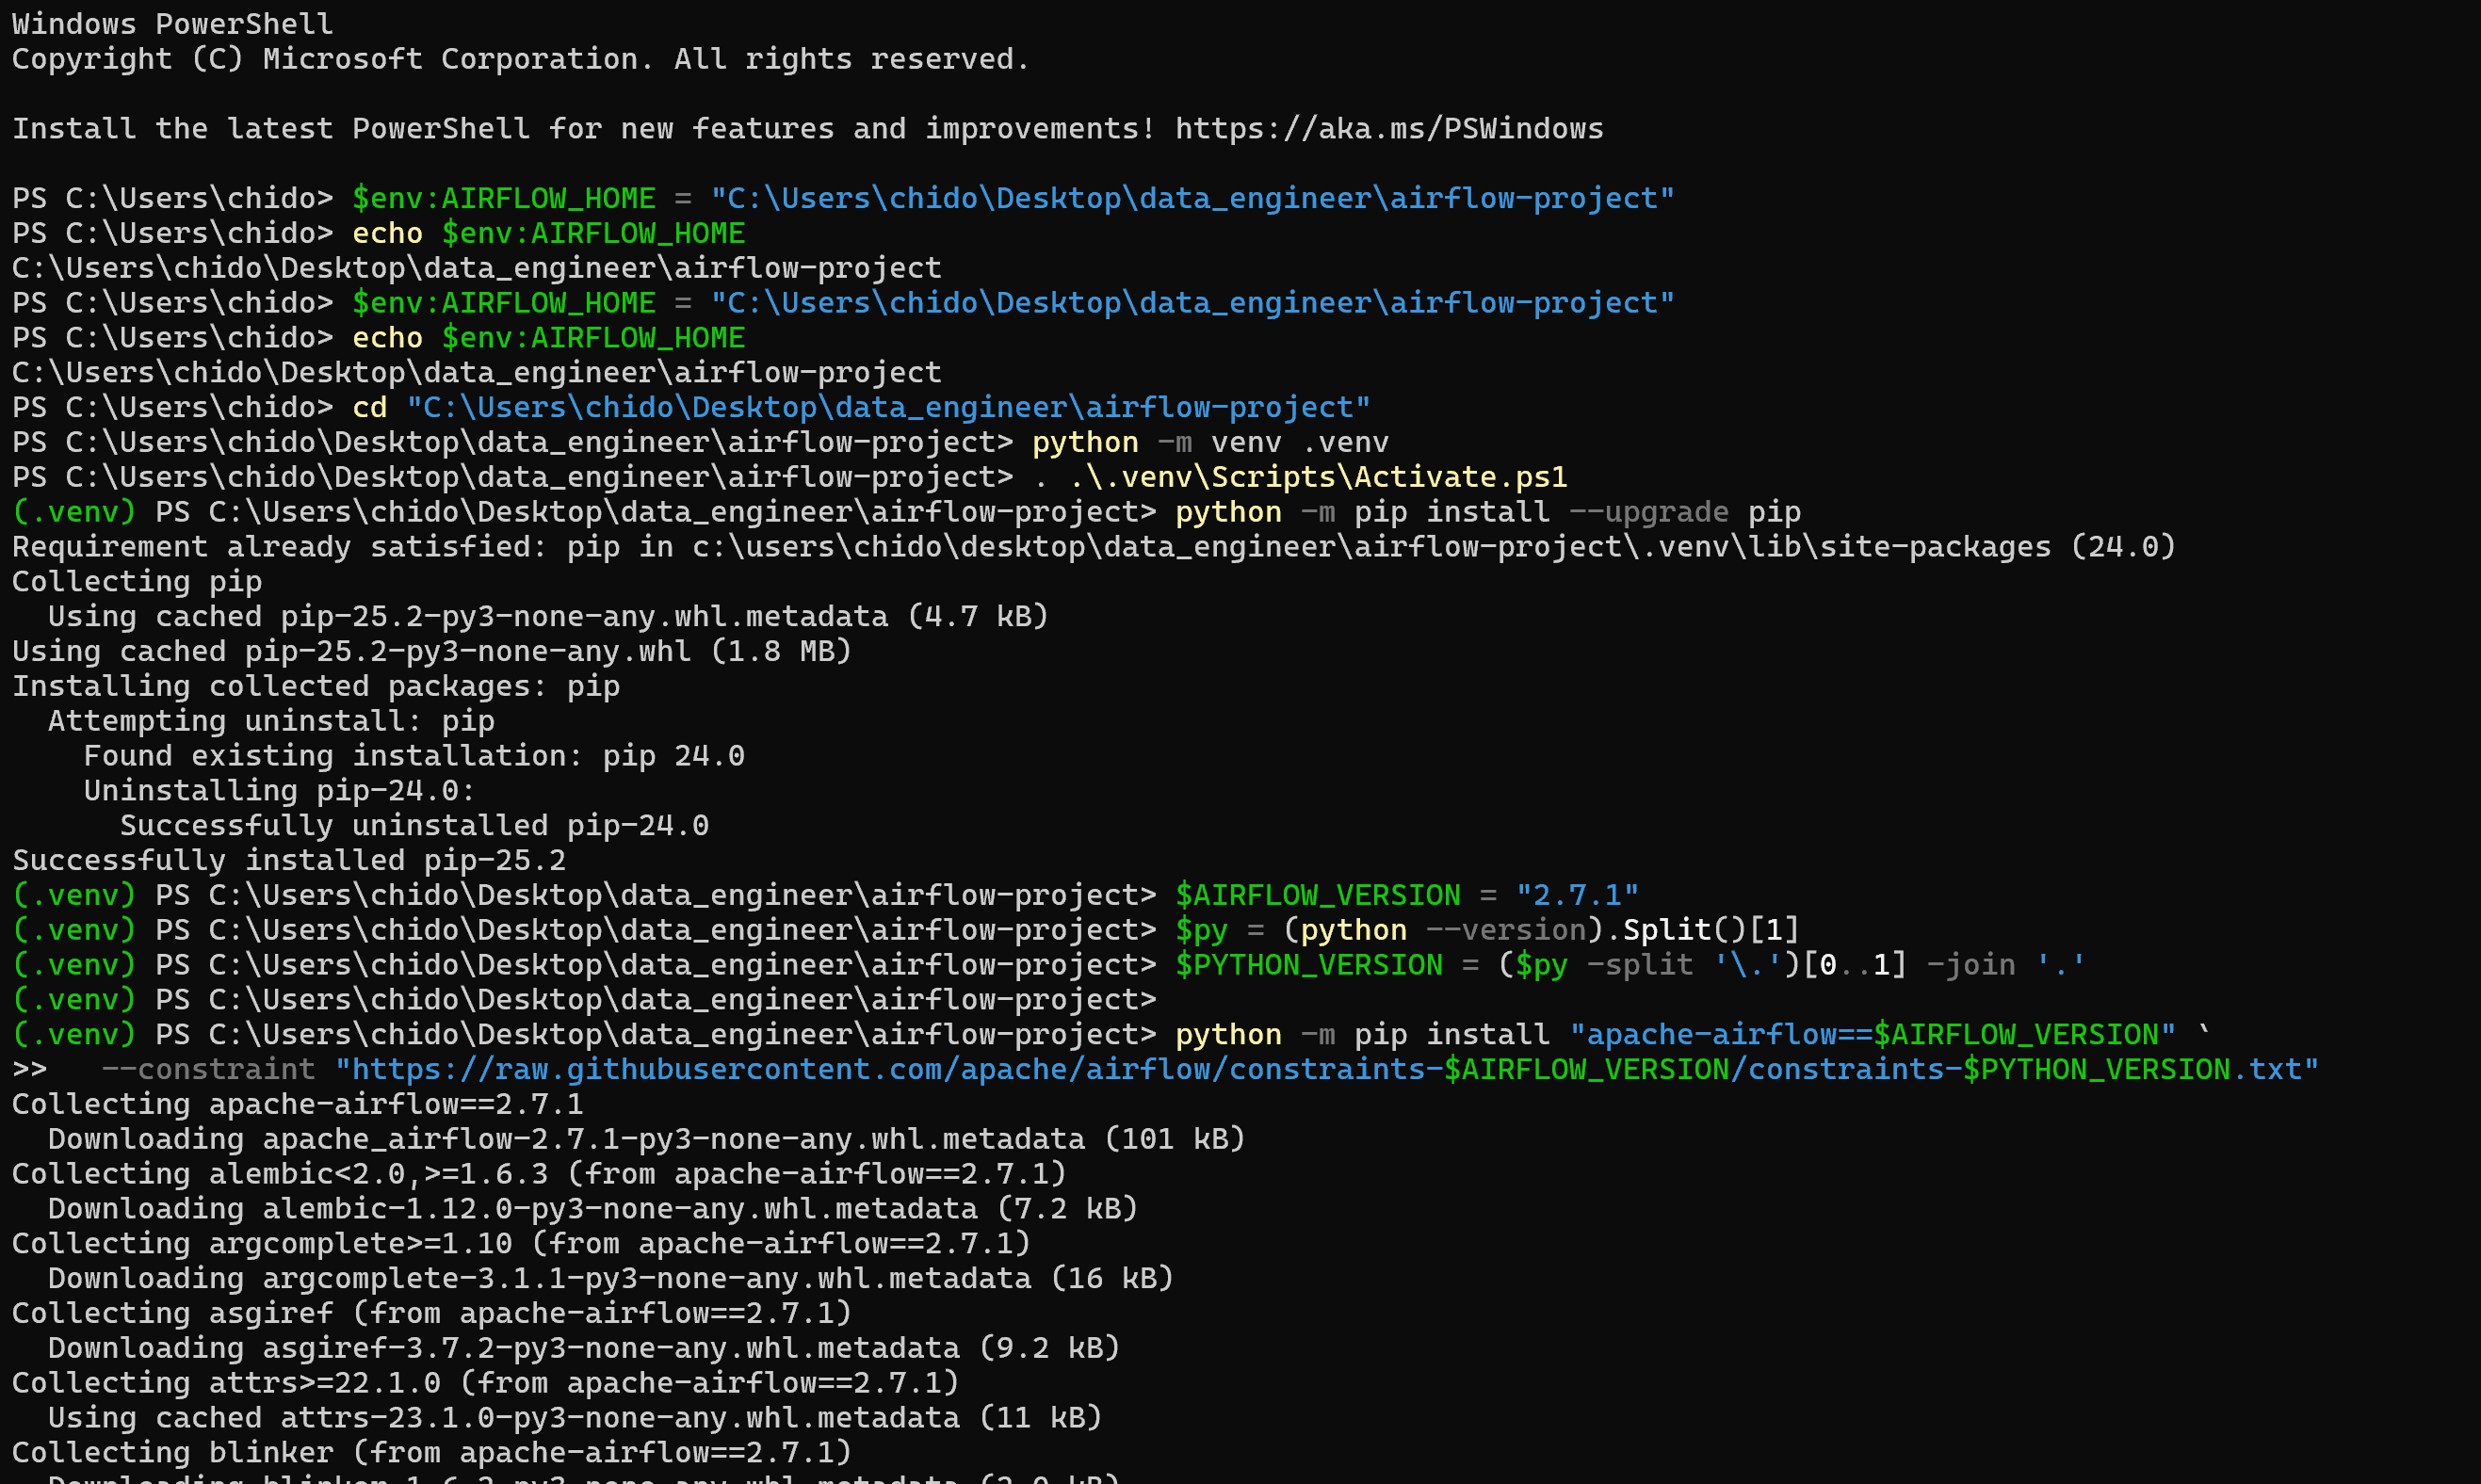 Windows PowerShell
Copyright (C) Microsoft Corporation. All rights reserved.
Install the latest PowerShell for new features and improvements! https://aka.ms/PSWindows
PS C:\Users\chido> $env:AIRFLOW_HOME = "C:\Users\chido\Desktop\data_engineer\airflow-project"
PS C:\Users\chido> echo $env:AIRFLOW_HOME
C:\Users\chido\Desktop\data_engineer\airflow-project
PS C:\Users\chido> $env:AIRFLOW_HOME = "C:\Users\chido\Desktop\data_engineer\airflow-project"
PS C:\Users\chido> echo $env:AIRFLOW_HOME
C:\Users\chido\Desktop\data_engineer\airflow-project
PS C:\Users\chido> cd "C:\Users\chido\Desktop\data_engineer\airflow-project"
PS C:\Users\chido\Desktop\data_engineer\airflow-project> python -m venv .venv
PS C:\Users\chido\Desktop\data_engineer\airflow-project> . .\.venv\Scripts\Activate.ps1
(.venv) PS C:\Users\chido\Desktop\data_engineer\airflow-project> python -m pip install --upgrade pip
Requirement already satisfied: pip in c:\users\chido\desktop\data_engineer\airflow-project\.venv\lib\site-packages (24.0)
Collecting pip
  Using cached pip-25.2-py3-none-any.whl.metadata (4.7 kB)
Using cached pip-25.2-py3-none-any.whl (1.8 MB)
Installing collected packages: pip
  Attempting uninstall: pip
    Found existing installation: pip 24.0
    Uninstalling pip-24.0:
      Successfully uninstalled pip-24.0
Successfully installed pip-25.2
(.venv) PS C:\Users\chido\Desktop\data_engineer\airflow-project> $AIRFLOW_VERSION = "2.7.1"
(.venv) PS C:\Users\chido\Desktop\data_engineer\airflow-project> $py = (python --version).Split()[1]
(.venv) PS C:\Users\chido\Desktop\data_engineer\airflow-project> $PYTHON_VERSION = ($py -split '\.')[0..1] -join '.'
(.venv) PS C:\Users\chido\Desktop\data_engineer\airflow-project>
(.venv) PS C:\Users\chido\Desktop\data_engineer\airflow-project> python -m pip install "apache-airflow==$AIRFLOW_VERSION" `
>>   --constraint "https://raw.githubusercontent.com/apache/airflow/constraints-$AIRFLOW_VERSION/constraints-$PYTHON_VERSION.txt"
Collecting apache-airflow==2.7.1
  Downloading apache_airflow-2.7.1-py3-none-any.whl.metadata (101 kB)
Collecting alembic<2.0,>=1.6.3 (from apache-airflow==2.7.1)
  Downloading alembic-1.12.0-py3-none-any.whl.metadata (7.2 kB)
Collecting argcomplete>=1.10 (from apache-airflow==2.7.1)
  Downloading argcomplete-3.1.1-py3-none-any.whl.metadata (16 kB)
Collecting asgiref (from apache-airflow==2.7.1)
  Downloading asgiref-3.7.2-py3-none-any.whl.metadata (9.2 kB)
Collecting attrs>=22.1.0 (from apache-airflow==2.7.1)
  Using cached attrs-23.1.0-py3-none-any.whl.metadata (11 kB)
Collecting blinker (from apache-airflow==2.7.1)
  Downloading blinker-1.6.2-py3-none-any.whl.metadata